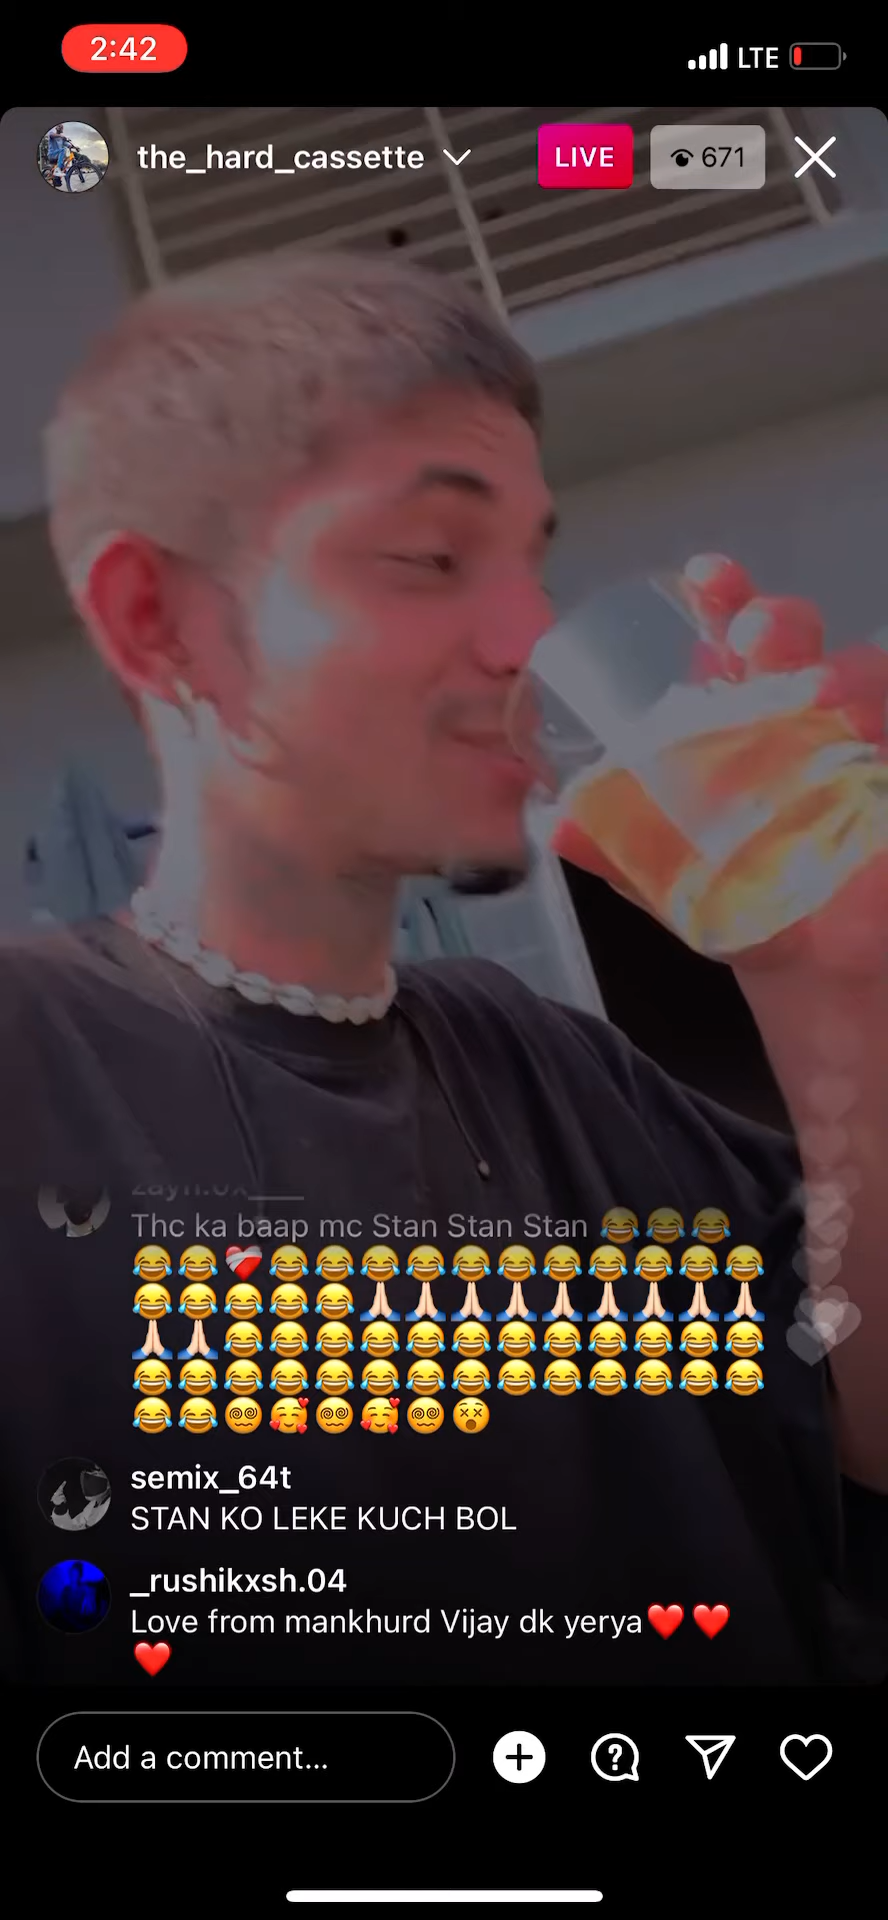 2:42
LTE
the_hard_cassette
LIVE
671
Thc ka baap mc Stan Stan Stan 😂😂😂
😂😂❤️‍🩹😂😂😂😂😂😂😂😂😂😂😂
😂😂😂😂😂🙏🏻🙏🏻🙏🏻🙏🏻🙏🏻🙏🏻🙏🏻🙏🏻🙏🏻
🙏🏻🙏🏻😂😂😂😂😂😂😂😂😂😂😂😂
😂😂😂😂😂😂😂😂😂😂😂😂😂😂
😂😂😵‍💫🥰😵‍💫🥰😵‍💫😵
semix_64t
STAN KO LEKE KUCH BOL
_rushikxsh.04
Love from mankhurd Vijay dk yerya❤️❤️
❤️
Add a comment...